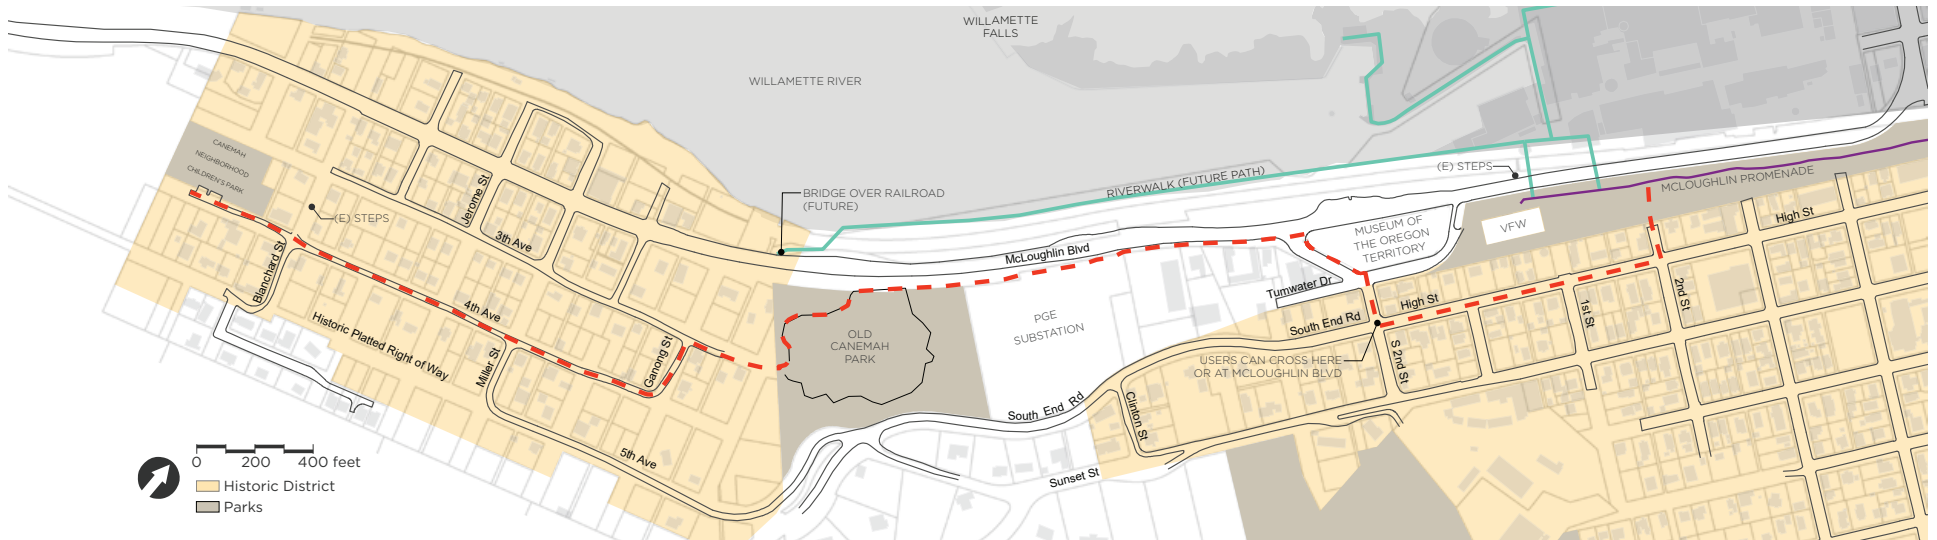 WILLAMETTE
FALLS
WILLAMETTE RIVER
CANEMAH
NEIGHBORHOOD
CHILDREN'S PARK
(E) STEPS
Jerome St
3th Ave
BRIDGE OVER RAILROAD
(FUTURE)
RIVERWALK (FUTURE PATH)
(E) STEPS
MCLOUGHLIN PROMENADE
VFW
High St
MUSEUM OF
THE OREGON
TERRITORY
McLoughlin Blvd
Tumwater Dr
High St
South End Rd
1st St
2nd St
Blanchard St
4th Ave
Historic Platted Right of Way
Miller St
Ganong St
OLD
CANEMAH
PARK
PGE
SUBSTATION
USERS CAN CROSS HERE
OR AT MCLOUGHLIN BLVD
S 2nd St
South End Rd
Clinton St
Sunset St
5th Ave
0 200 400 feet
Historic District
Parks